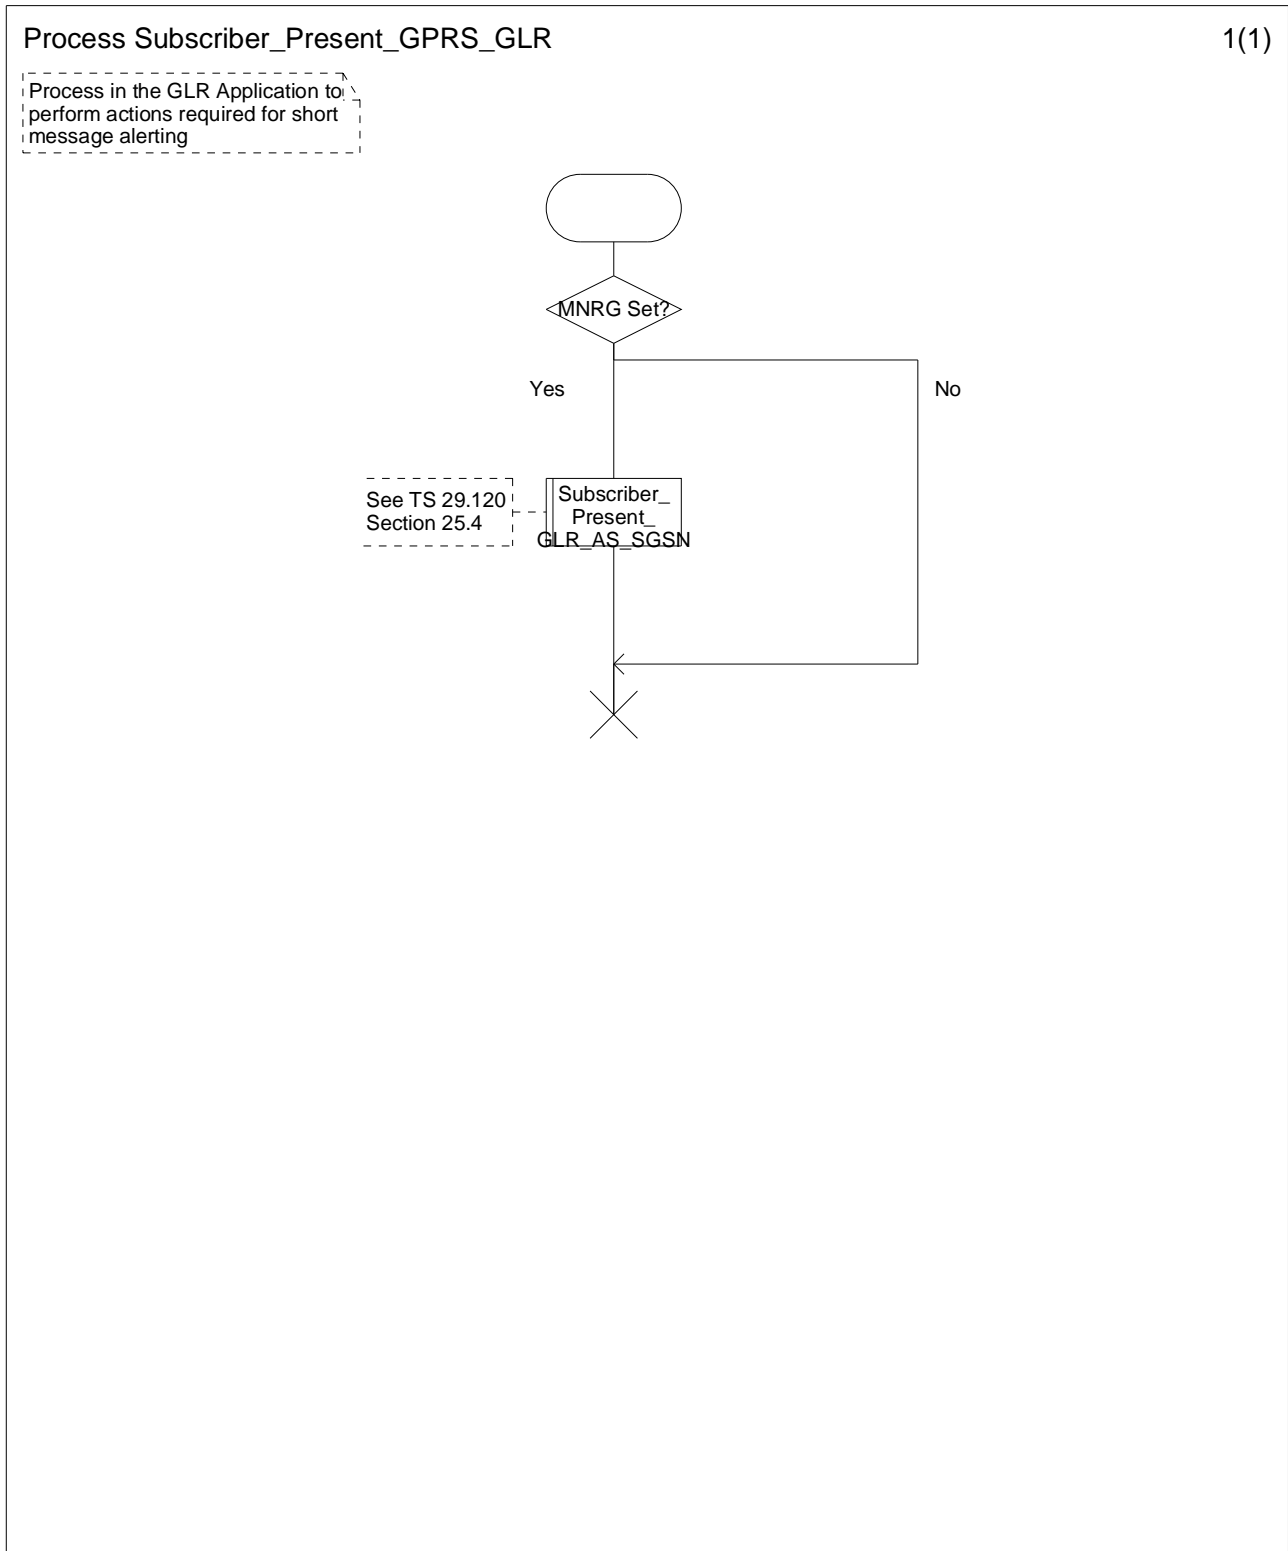 Process Subscriber_Present_GPRS_GLR
1(1)
Process in the GLR Application to
perform actions required for short
message alerting
MNRG Set?
Yes
No
See TS 29.120
Section 25.4
Subscriber_
Present_
GLR_AS_SGSN